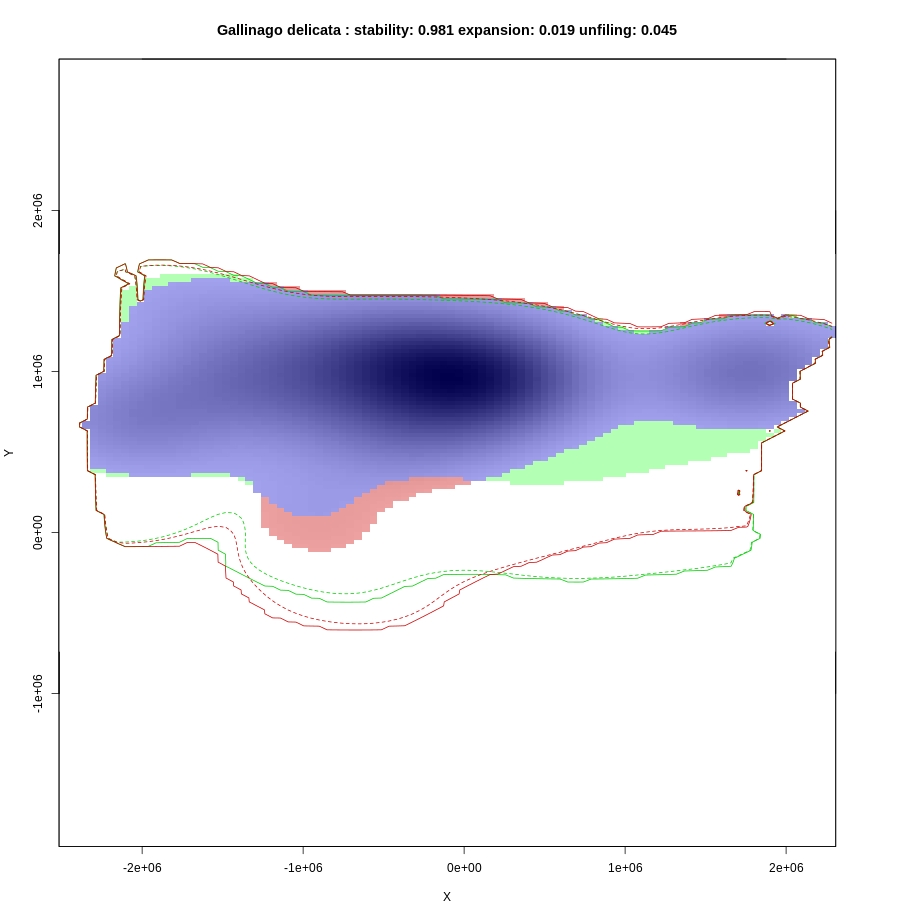 Gallinago delicata : stability: 0.981 expansion: 0.019 unfiling: 0.045
2e+06
1e+06
Y
0e+00
-1e+06
-2e+06 -1e+06 0e+00 1e+06 2e+06
X